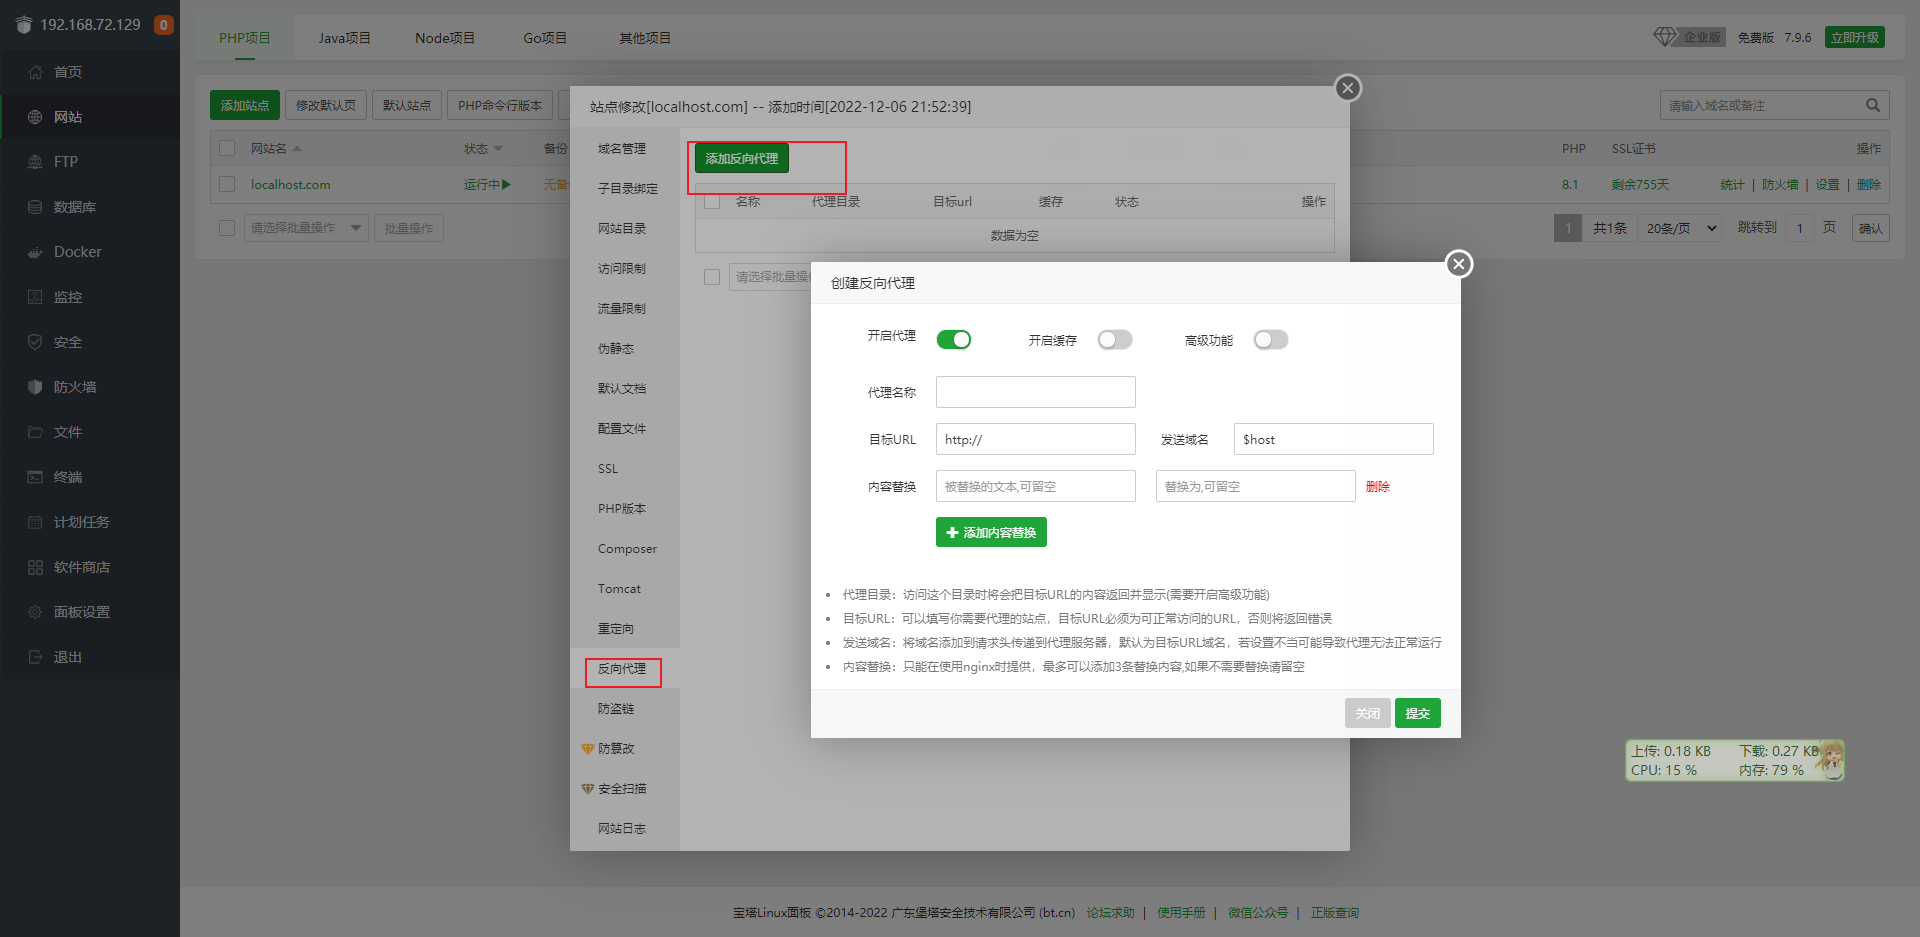 192.168.72.129 0
首页
网站
FTP
数据库
Docker
监控
安全
防火墙
文件
终端
计划任务
软件商店
面板设置
退出
PHP项目 Java项目 Node项目 Go项目 其他项目
企业版 免费版 7.9.6 立即升级
添加站点 修改默认页 默认站点 PHP命令行版本
请输入域名或备注
网站名 状态 备份 PHP SSL证书 操作
localhost.com 运行中 无备 8.1 剩余755天 统计 | 防火墙 | 设置 | 删除
请选择批量操作 批量操作
1 共1条 20条/页 跳转到 1 页 确认
站点修改[localhost.com] -- 添加时间[2022-12-06 21:52:39]
域名管理
子目录绑定
网站目录
访问限制
流量限制
伪静态
默认文档
配置文件
SSL
PHP版本
Composer
Tomcat
重定向
反向代理
防盗链
防篡改
安全扫描
网站日志
添加反向代理
名称 代理目录 目标url 缓存 状态 操作
数据为空
请选择批量操
创建反向代理
开启代理 开启缓存 高级功能
代理名称
目标URL http:// 发送域名 $host
内容替换 被替换的文本,可留空 替换为,可留空 删除
添加内容替换
代理目录：访问这个目录时将会把目标URL的内容返回并显示(需要开启高级功能)
目标URL：可以填写你需要代理的站点，目标URL必须为可正常访问的URL，否则将返回错误
发送域名：将域名添加到请求头传递到代理服务器，默认为目标URL域名，若设置不当可能导致代理无法正常运行
内容替换：只能在使用nginx时提供，最多可以添加3条替换内容,如果不需要替换请留空
关闭 提交
上传: 0.18 KB 下载: 0.27 KB
CPU: 15 % 内存: 79 %
宝塔Linux面板 ©2014-2022 广东堡塔安全技术有限公司 (bt.cn) 论坛求助 | 使用手册 | 微信公众号 | 正版查询